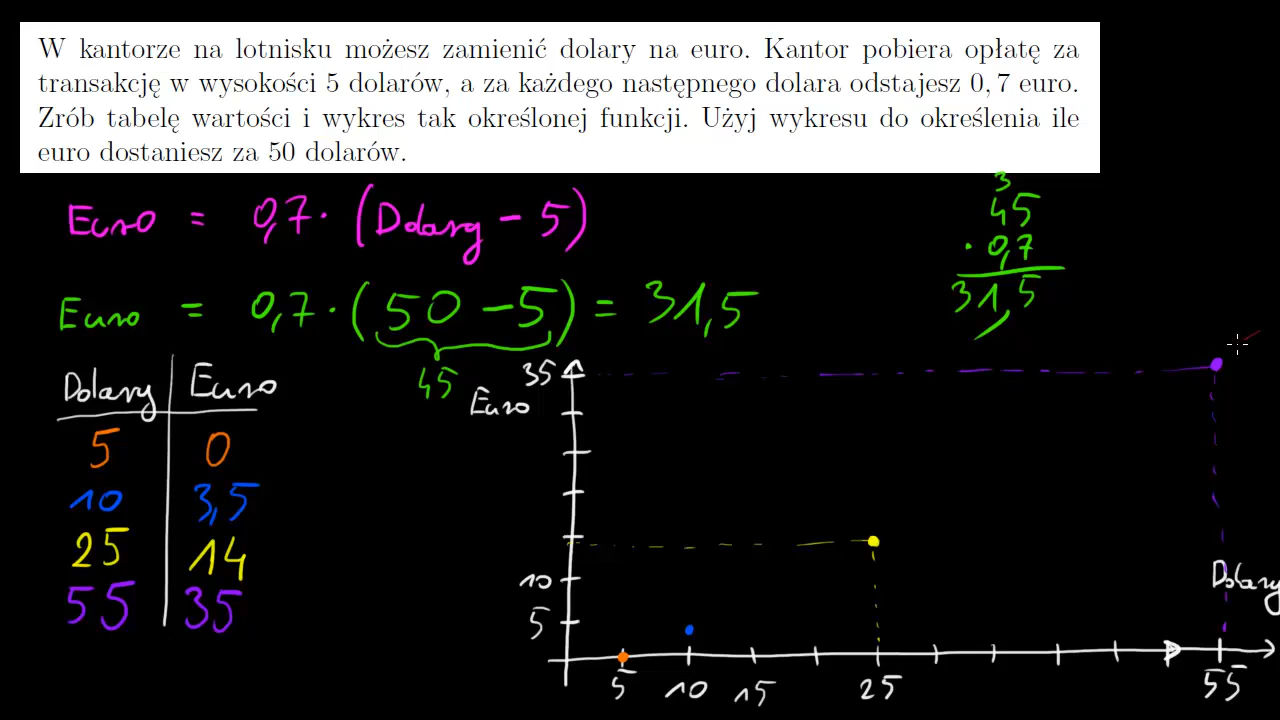 W kantorze na lotnisku możesz zamienić dolary na euro. Kantor pobiera opłatę za
transakcję w wysokości 5 dolarów, a za każdego następnego dolara odstajesz 0, 7 euro.
Zrób tabelę wartości i wykres tak określonej funkcji. Użyj wykresu do określenia ile
euro dostaniesz za 50 dolarów.
Euro = 0,7 · (Dolary - 5)
3
45
· 0,7
31,5
Euro = 0,7 · (50 - 5) = 31,5
45
Dolary Euro
5 0
10 3,5
25 14
55 35
35
Euro
10
5
Dolary
5 10 15 25 55